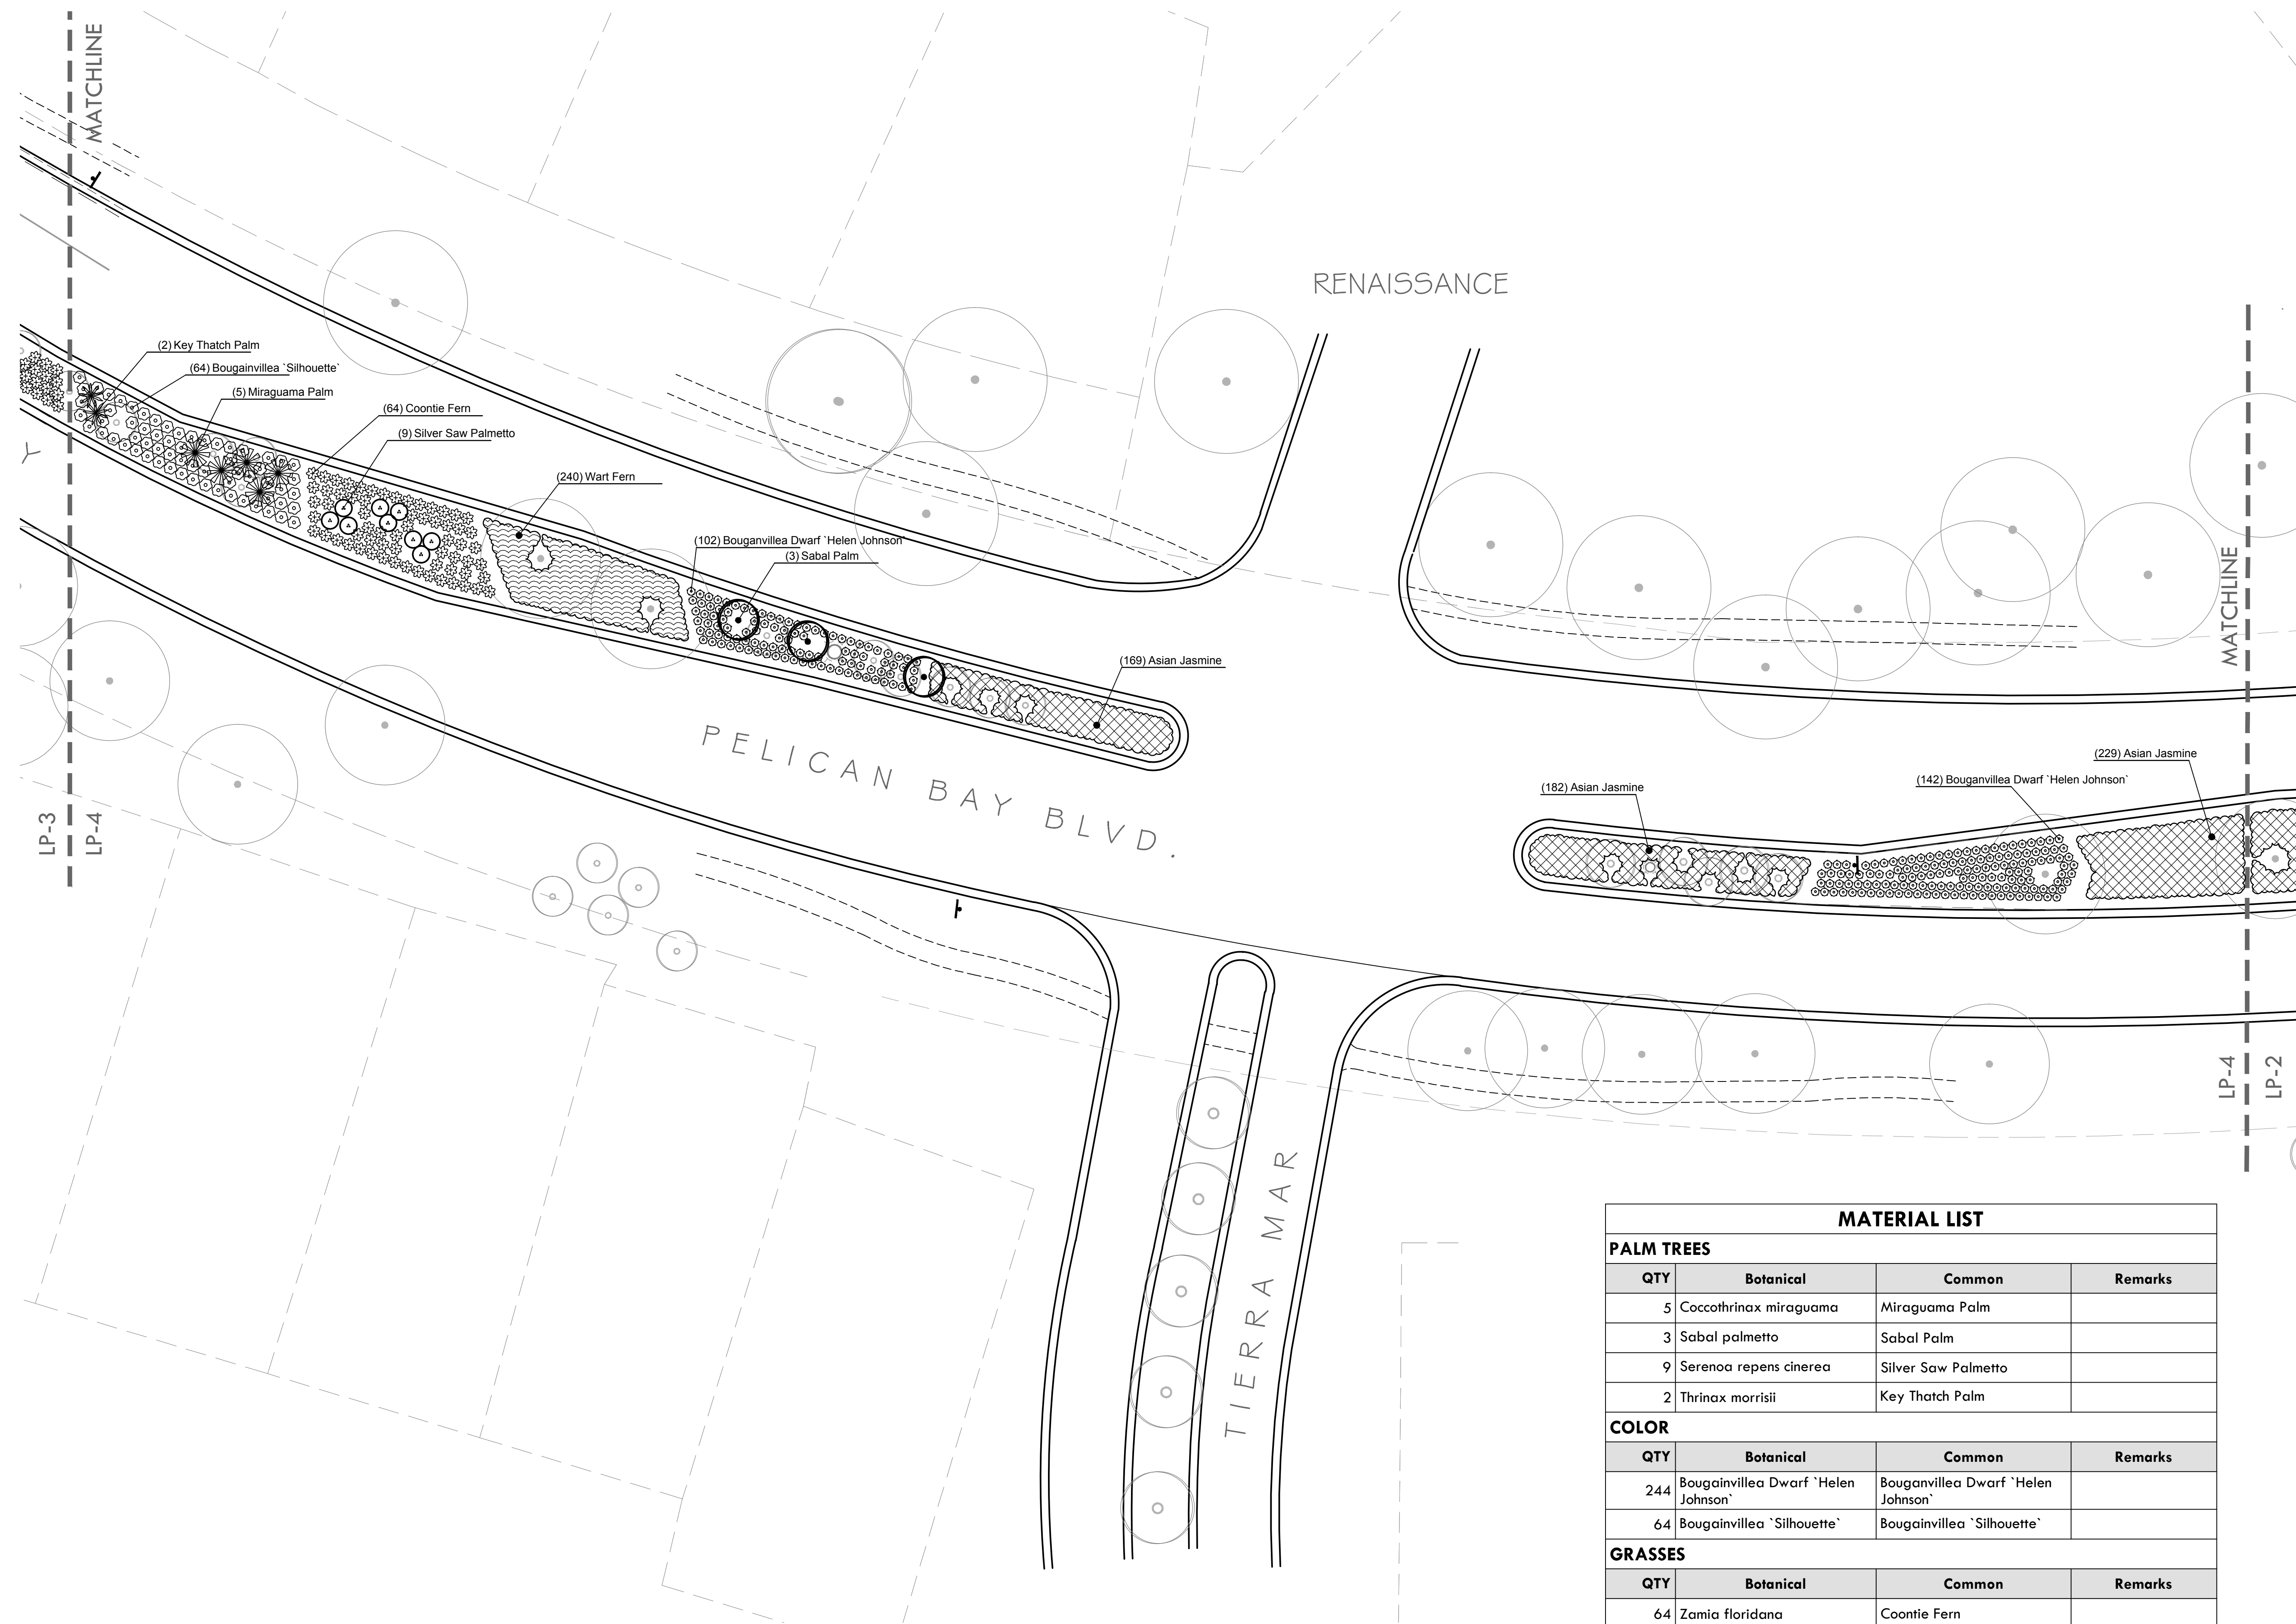 MATCHLINE
RENAISSANCE
(2) Key Thatch Palm
(64) Bougainvillea `Silhouette`
(5) Miraguama Palm
(64) Coontie Fern
(9) Silver Saw Palmetto
Y
(240) Wart Fern
(102) Bouganvillea Dwarf `Helen Johnson`
(3) Sabal Palm
(169) Asian Jasmine
MATCHLINE
PELICAN BAY BLVD.
(229) Asian Jasmine
(142) Bouganvillea Dwarf `Helen Johnson`
(182) Asian Jasmine
LP-3
LP-4
LP-4
LP-2
TIERRA MAR
MATERIAL LIST
PALM TREES
QTY Botanical Common Remarks
5 Coccothrinax miraguama Miraguama Palm
3 Sabal palmetto Sabal Palm
9 Serenoa repens cinerea Silver Saw Palmetto
2 Thrinax morrisii Key Thatch Palm
COLOR
QTY Botanical Common Remarks
244 Bougainvillea Dwarf `Helen Johnson` Bouganvillea Dwarf `Helen Johnson`
64 Bougainvillea `Silhouette` Bougainvillea `Silhouette`
GRASSES
QTY Botanical Common Remarks
64 Zamia floridana Coontie Fern